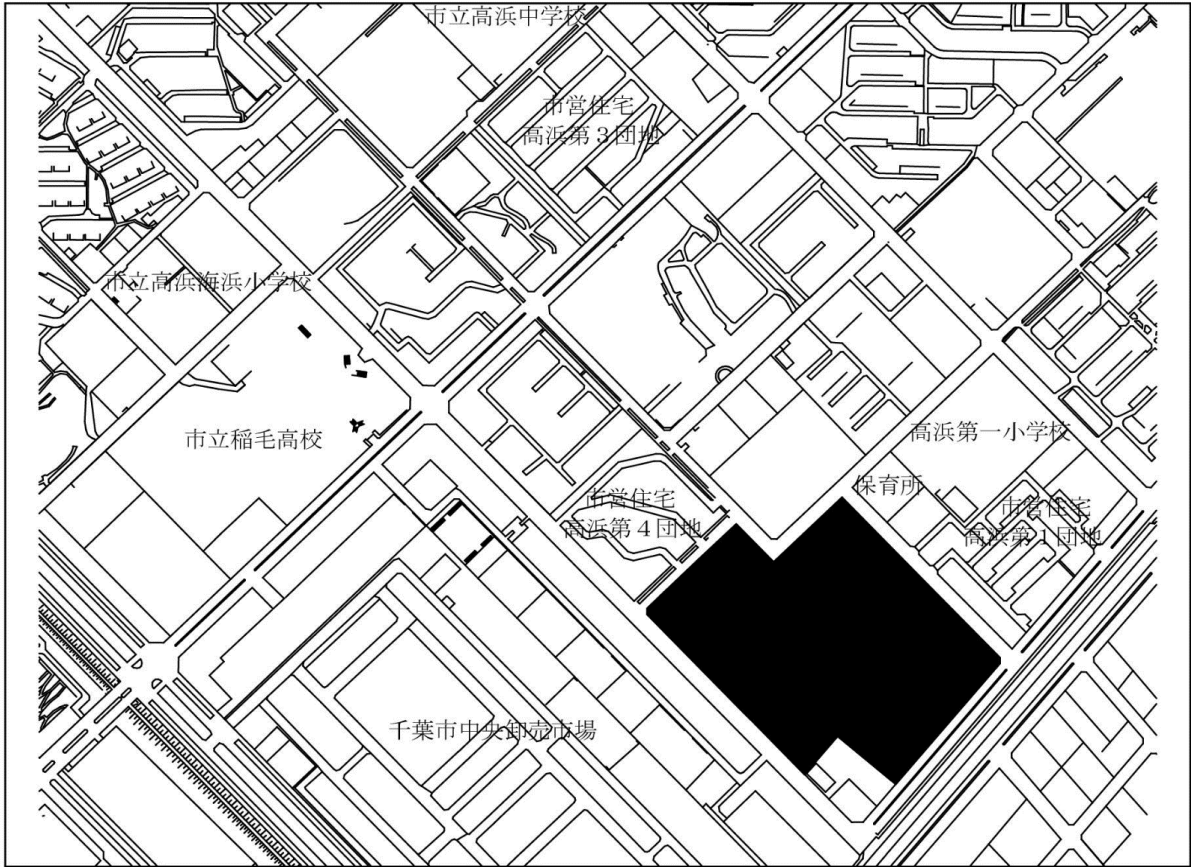 市立高浜中学校
市営住宅
高浜第３団地
市立高浜海浜小学校
市立稲毛高校
高浜第一小学校
保育所
市営住宅
高浜第４団地
市営住宅
高浜第１団地
千葉市中央卸売市場